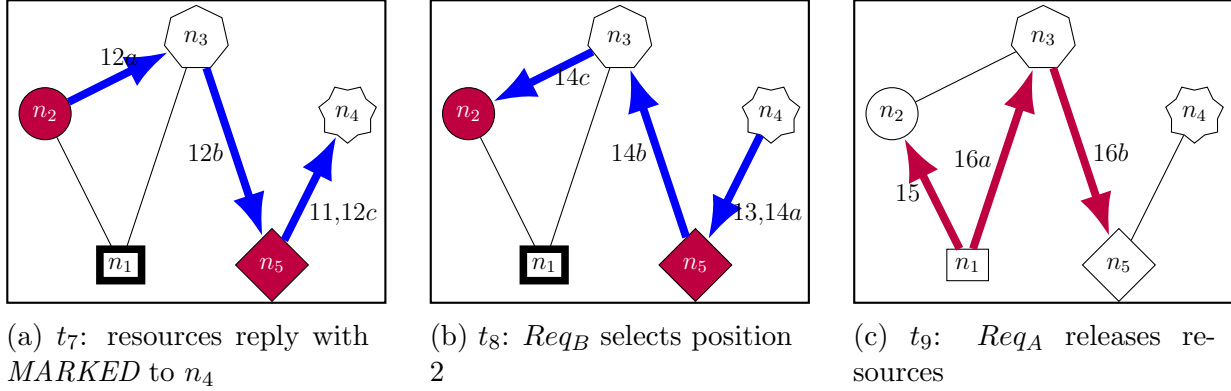 n3
12a
n2
n4
12b
11,12c
n1
n5
(a) t7: resources reply with
MARKED to n4
n3
14c
n2
n4
14b
13,14a
n1
n5
(b) t8: ReqB selects position
2
n3
n2
n4
16a
16b
15
n1
n5
(c) t9: ReqA releases re-
sources